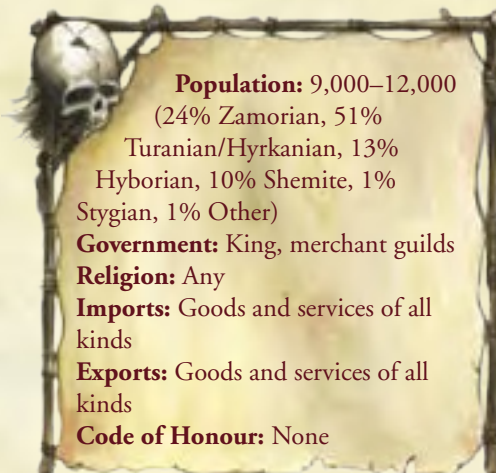 Population: 9,000–12,000
(24% Zamorian, 51%
Turanian/Hyrkanian, 13%
Hyborian, 10% Shemite, 1%
Stygian, 1% Other)
Government: King, merchant guilds
Religion: Any
Imports: Goods and services of all
kinds
Exports: Goods and services of all
kinds
Code of Honour: None